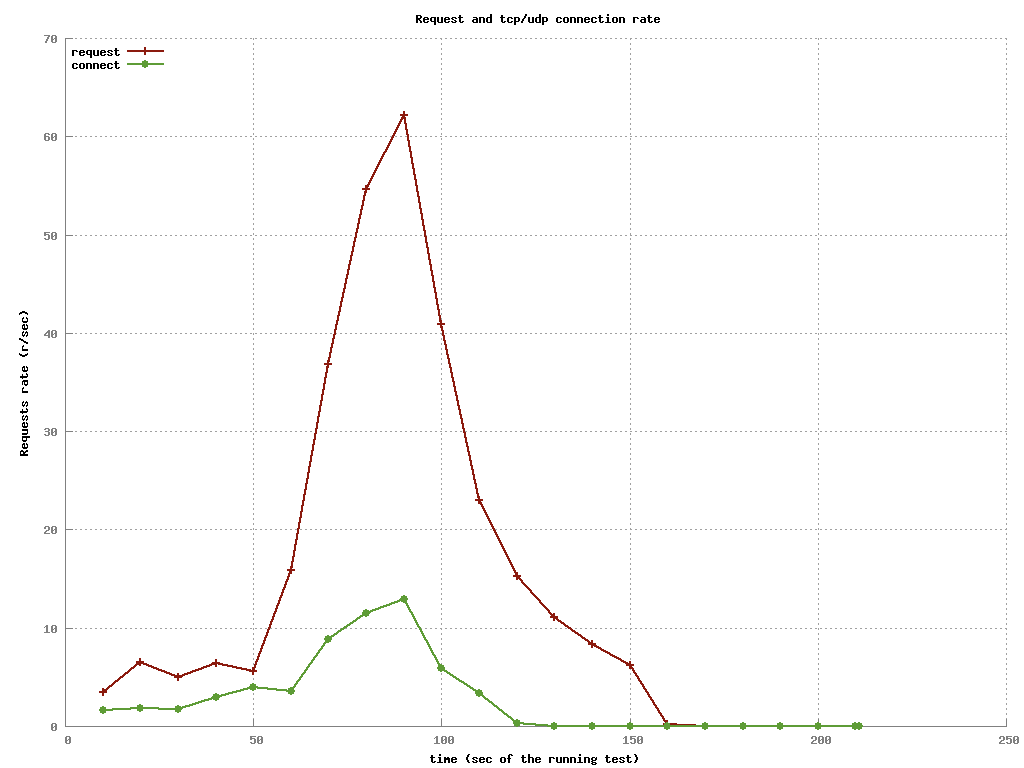 Request and tcp/udp connection rate
70
request
connect
60
50
40
30
20
10
0
Requests rate (r/sec)
0 50 100 150 200 250
time (sec of the running test)